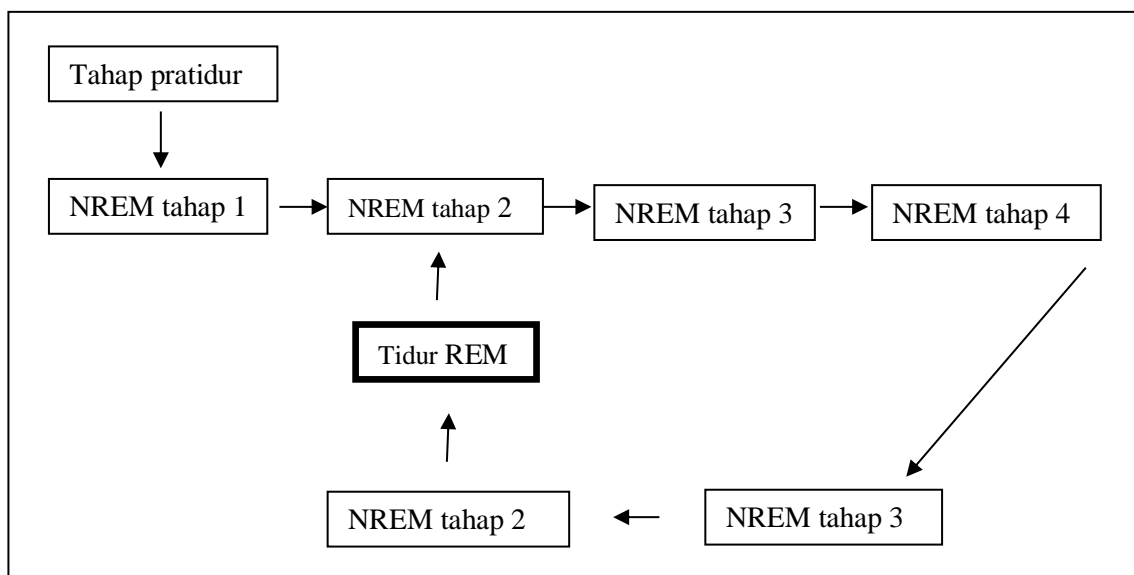 Tahap pratidur
NREM tahap 1
NREM tahap 2
NREM tahap 3
NREM tahap 4
Tidur REM
NREM tahap 2
NREM tahap 3